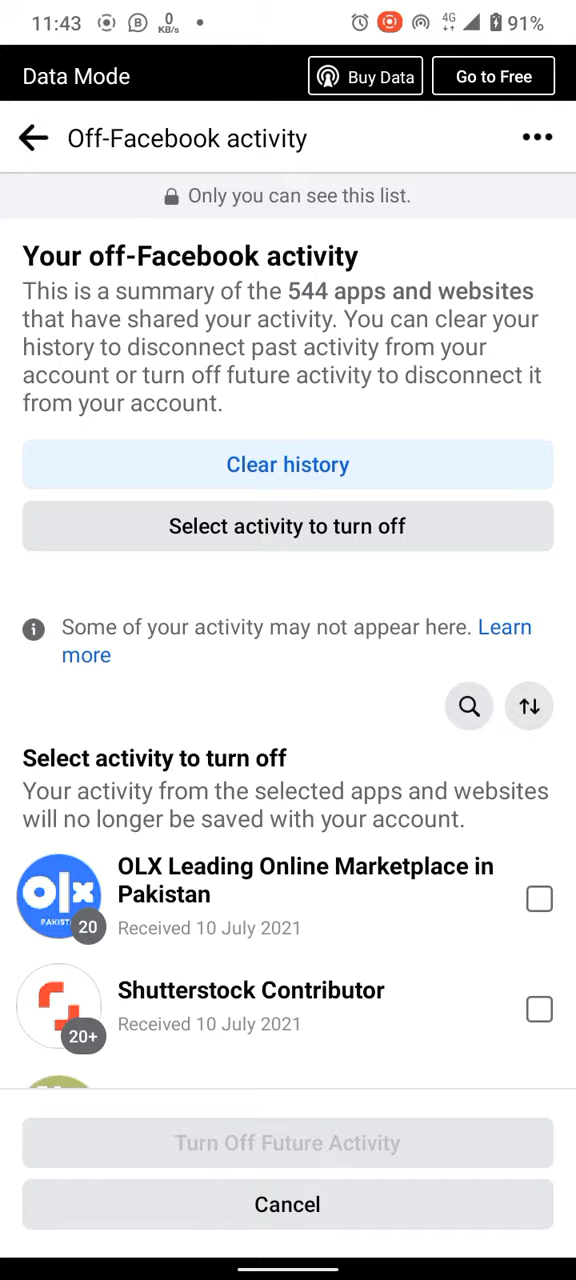 11:43 B 0 KB/s 4G 91%
Data Mode Buy Data Go to Free
Off-Facebook activity
Only you can see this list.
Your off-Facebook activity
This is a summary of the 544 apps and websites
that have shared your activity. You can clear your
history to disconnect past activity from your
account or turn off future activity to disconnect it
from your account.
Clear history
Select activity to turn off
Some of your activity may not appear here. Learn
more
Select activity to turn off
Your activity from the selected apps and websites
will no longer be saved with your account.
OLX Leading Online Marketplace in
Pakistan
olx
PAKIST
20
Received 10 July 2021
Shutterstock Contributor
20+
Received 10 July 2021
Turn Off Future Activity
Cancel